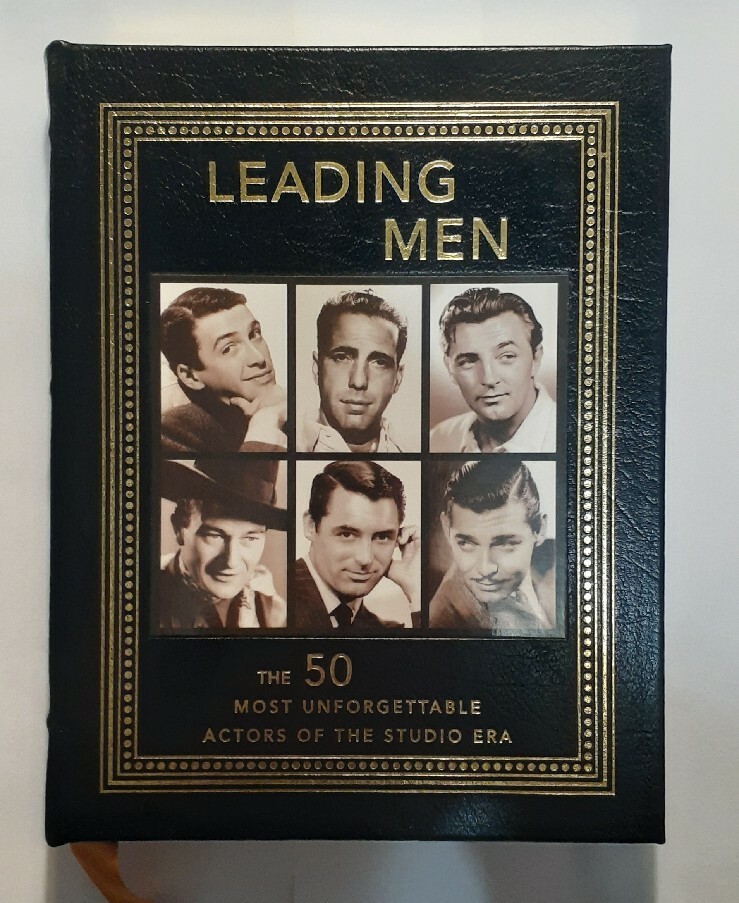 LEADING
MEN
THE 50
MOST UNFORGETTABLE
ACTORS OF THE STUDIO ERA